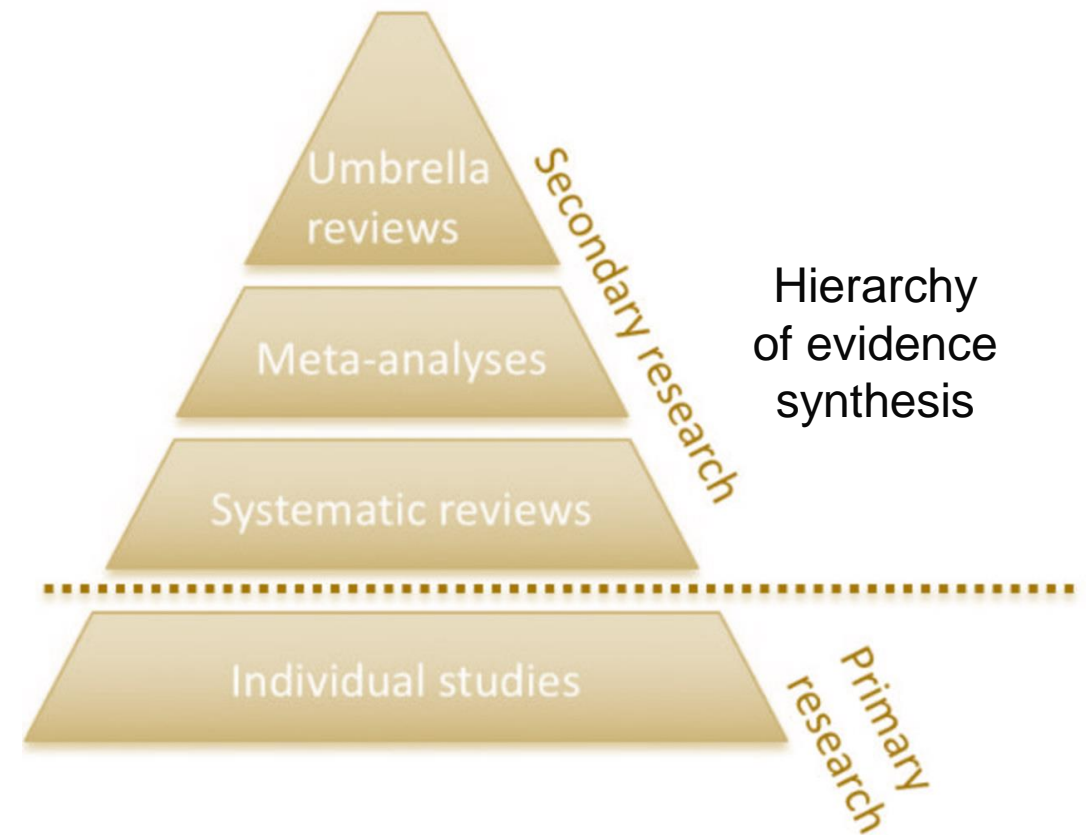 Umbrella
reviews
Secondary research
Meta-analyses
Hierarchy
of evidence
synthesis
Systematic reviews
Individual studies
Primary
research